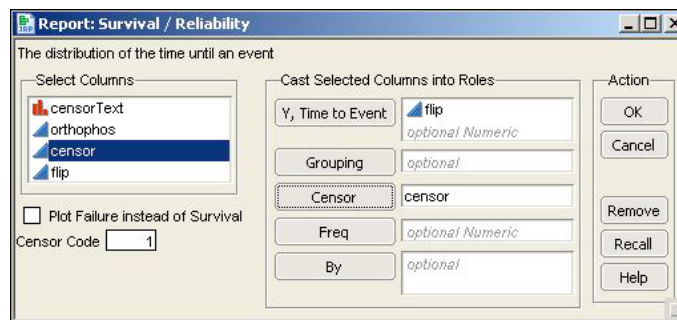 Report: Survival / Reliability
The distribution of the time until an event
Select Columns
censorText
orthophos
censor
flip
Plot Failure instead of Survival
Censor Code 1
Cast Selected Columns into Roles
Y, Time to Event flip
optional Numeric
Grouping optional
Censor censor
Freq optional Numeric
By optional
Action
OK
Cancel
Remove
Recall
Help